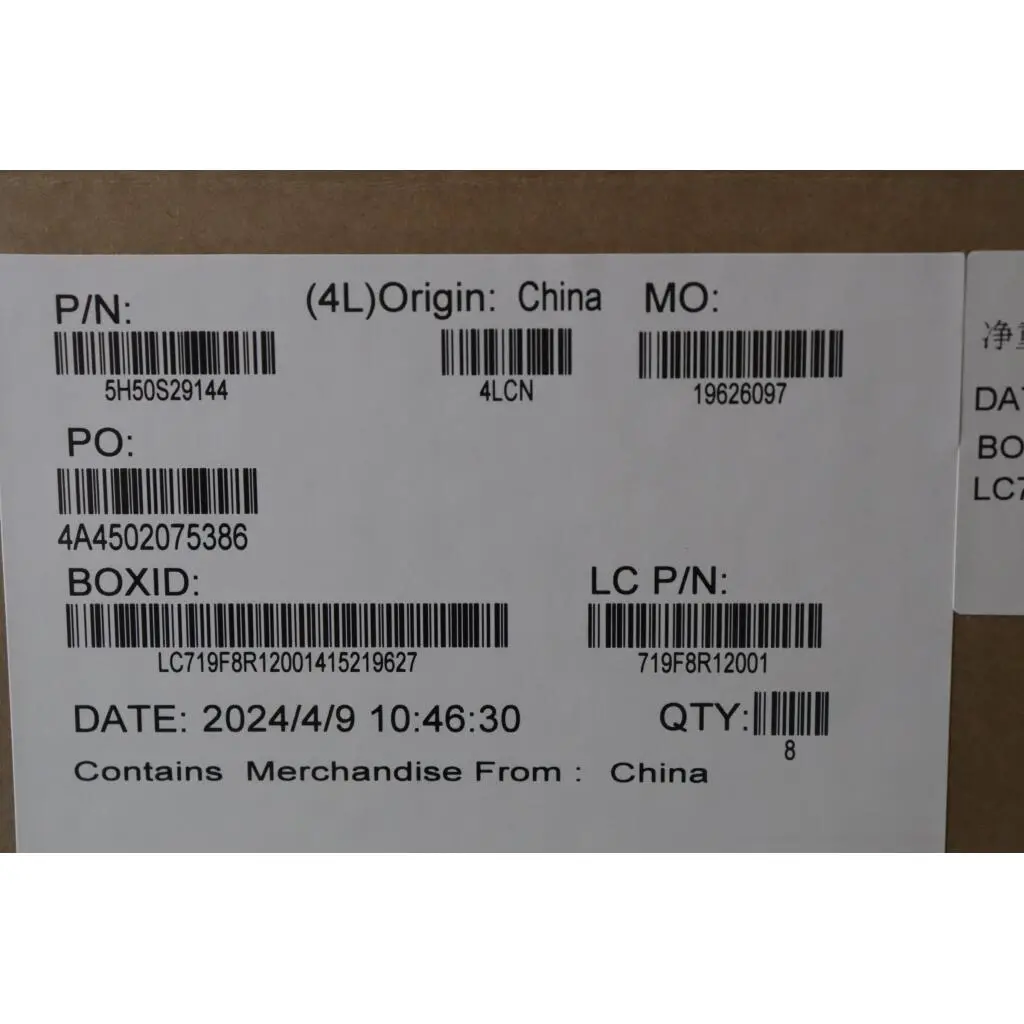 P/N:
(4L)Origin: China
MO:
5H50S29144
4LCN
19626097
PO:
4A4502075386
BOXID:
LC P/N:
LC719F8R12001415219627
719F8R12001
DATE: 2024/4/9 10:46:30
QTY:
8
Contains Merchandise From : China
净
DA
BO
LC7